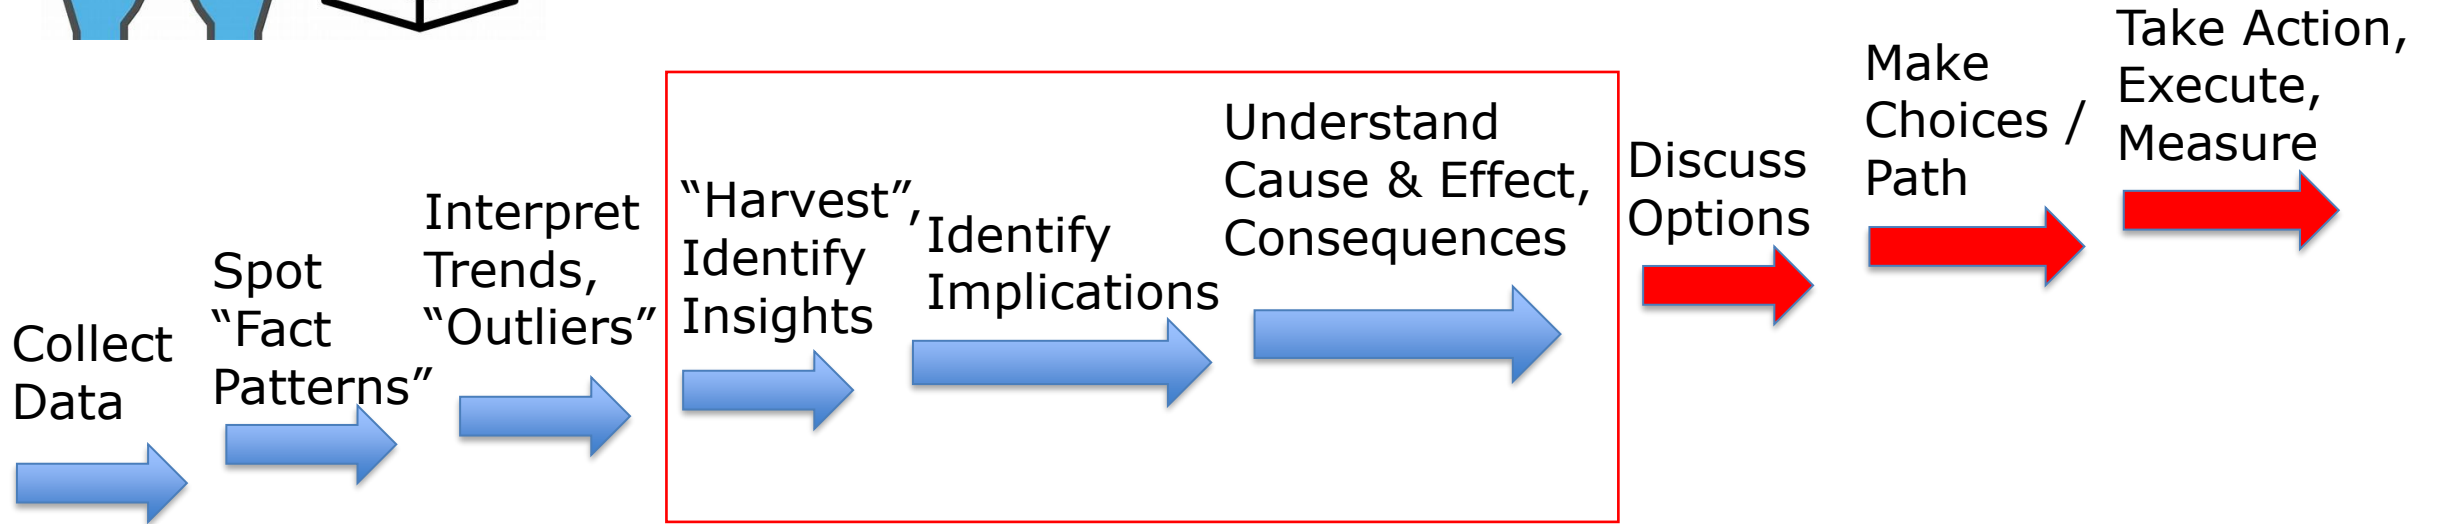 Collect
Data
Spot
“Fact
Patterns”
Interpret
Trends,
“Outliers”
“Harvest”,
Identify
Insights
Identify
Implications
Understand
Cause & Effect,
Consequences
Discuss
Options
Make
Choices /
Path
Take Action,
Execute,
Measure